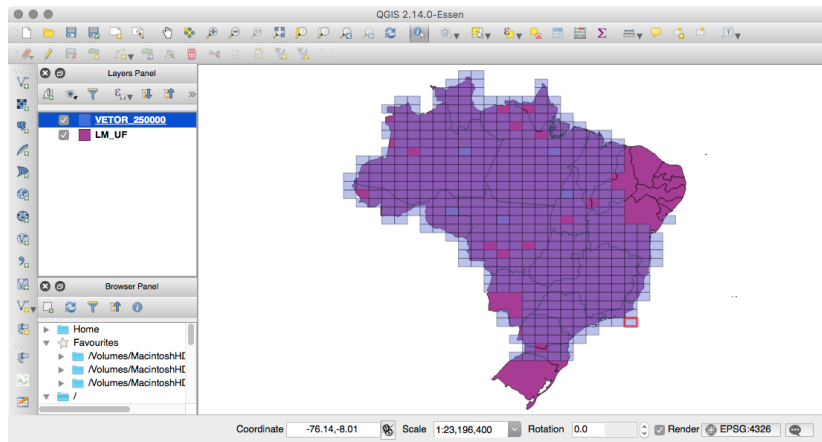 QGIS 2.14.0-Essen
Layers Panel
VETOR_250000
LM_UF
Browser Panel
Home
Favourites
/Volumes/MacintoshHD
/Volumes/MacintoshHD
/Volumes/MacintoshHD
/
Coordinate -76.14,-8.01 Scale 1:23,196,400 Rotation 0.0 Render EPSG:4326